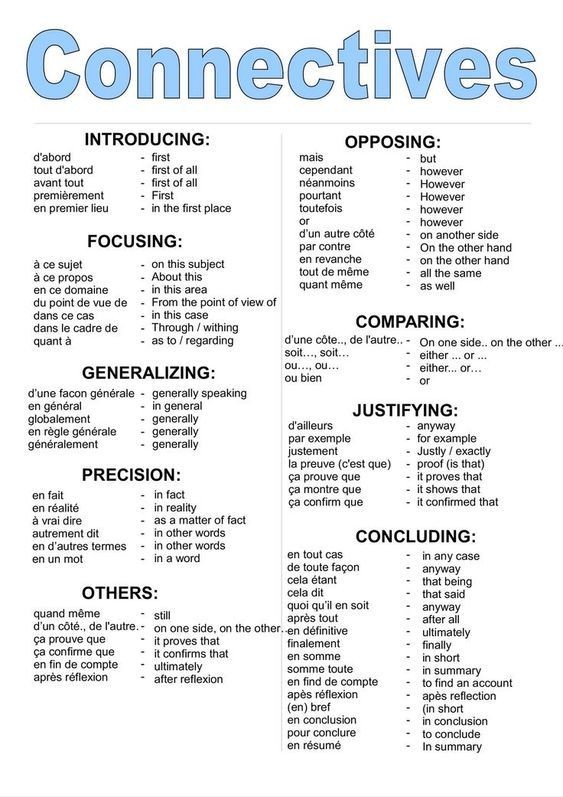 Connectives
INTRODUCING:
d'abord - first
tout d'abord - first of all
avant tout - first of all
premièrement - First
en premier lieu - in the first place
FOCUSING:
à ce sujet - on this subject
à ce propos - About this
en ce domaine - in this area
du point de vue de - From the point of view of
dans ce cas - in this case
dans le cadre de - Through / withing
quant à - as to / regarding
GENERALIZING:
d'une facon générale - generally speaking
en général - in general
globalement - generally
en règle générale - generally
généralement - generally
PRECISION:
en fait - in fact
en réalité - in reality
à vrai dire - as a matter of fact
autrement dit - in other words
en d'autres termes - in other words
en un mot - in a word
OTHERS:
quand même - still
d'un côté., de l'autre. - on one side, on the other.
ça prouve que - it proves that
ça confirme que - it confirms that
en fin de compte - ultimately
après réflexion - after reflexion
OPPOSING:
mais - but
cependant - however
néanmoins - However
pourtant - However
toutefois - however
or - however
d'un autre côté - on another side
par contre - On the other hand
en revanche - on the other hand
tout de même - all the same
quant même - as well
COMPARING:
d'une côte.., de l'autre.. - On one side.. on the other ...
soit…, soit… - either ... or ...
ou…, ou… - either... or…
ou bien - or
JUSTIFYING:
d'ailleurs - anyway
par exemple - for example
justement - Justly / exactly
la preuve (c'est que) - proof (is that)
ça prouve que - it proves that
ça montre que - it shows that
ça confirm que - it confirmed that
CONCLUDING:
en tout cas - in any case
de toute façon - anyway
cela étant - that being
cela dit - that said
quoi qu'il en soit - anyway
après tout - after all
en définitive - ultimately
finalement - finally
en somme - in short
somme toute - in summary
en find de compte - to find an account
après réflexion - apès reflection
(en) bref - (in short
en conclusion - in conclusion
pour conclure - to conclude
en résumé - In summary